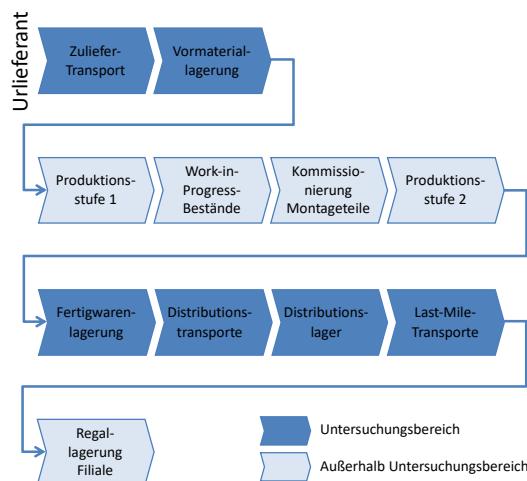 Urlieferant
Zuliefer-
Transport
Vormaterial-
lagerung
Produktions-
stufe 1
Work-in-
Progress-
Bestände
Kommissio-
nierung
Montageteile
Produktions-
stufe 2
Fertigwaren-
lagerung
Distributions-
transporte
Distributions-
lager
Last-Mile-
Transporte
Regal-
lagerung
Filiale
Untersuchungsbereich
Außerhalb Untersuchungsbereich